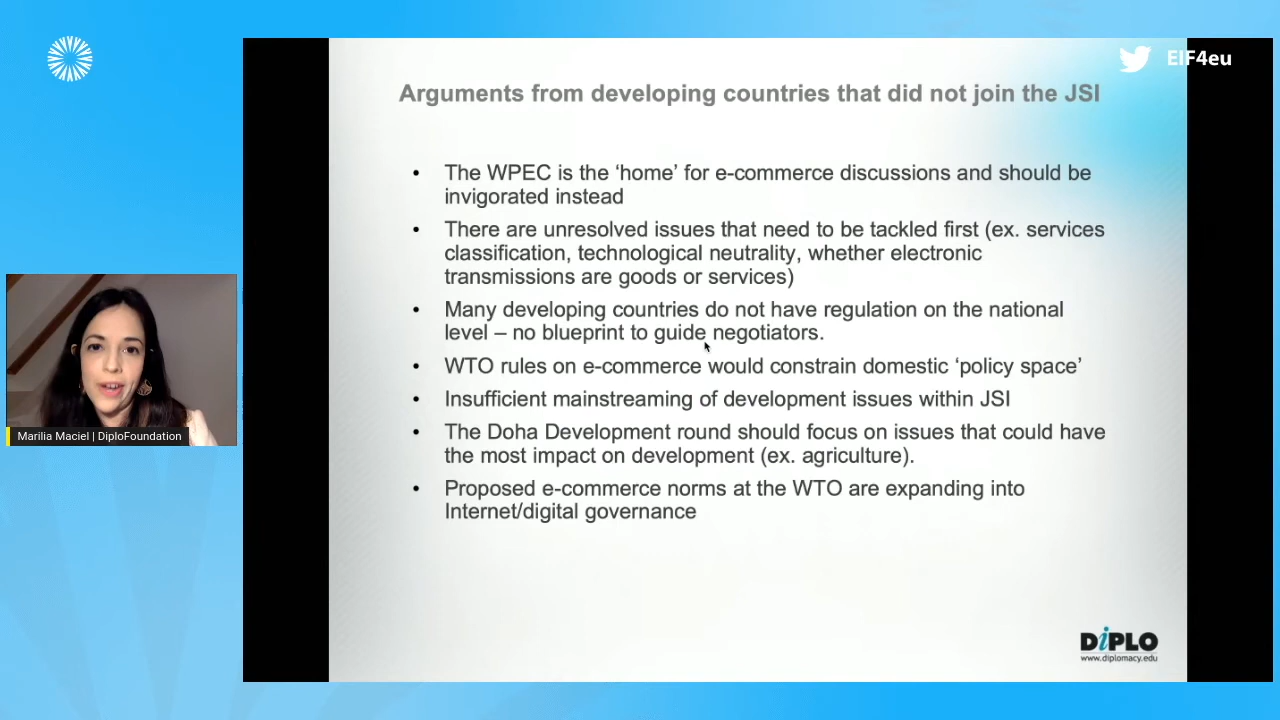 EIF4eu
Arguments from developing countries that did not join the JSI
• The WPEC is the ‘home’ for e-commerce discussions and should be
invigorated instead
• There are unresolved issues that need to be tackled first (ex. services
classification, technological neutrality, whether electronic
transmissions are goods or services)
• Many developing countries do not have regulation on the national
level – no blueprint to guide negotiators.
• WTO rules on e-commerce would constrain domestic ‘policy space’
• Insufficient mainstreaming of development issues within JSI
• The Doha Development round should focus on issues that could have
the most impact on development (ex. agriculture).
• Proposed e-commerce norms at the WTO are expanding into
Internet/digital governance
Marilia Maciel | DiploFoundation
DiPLO
www.diplomacy.edu